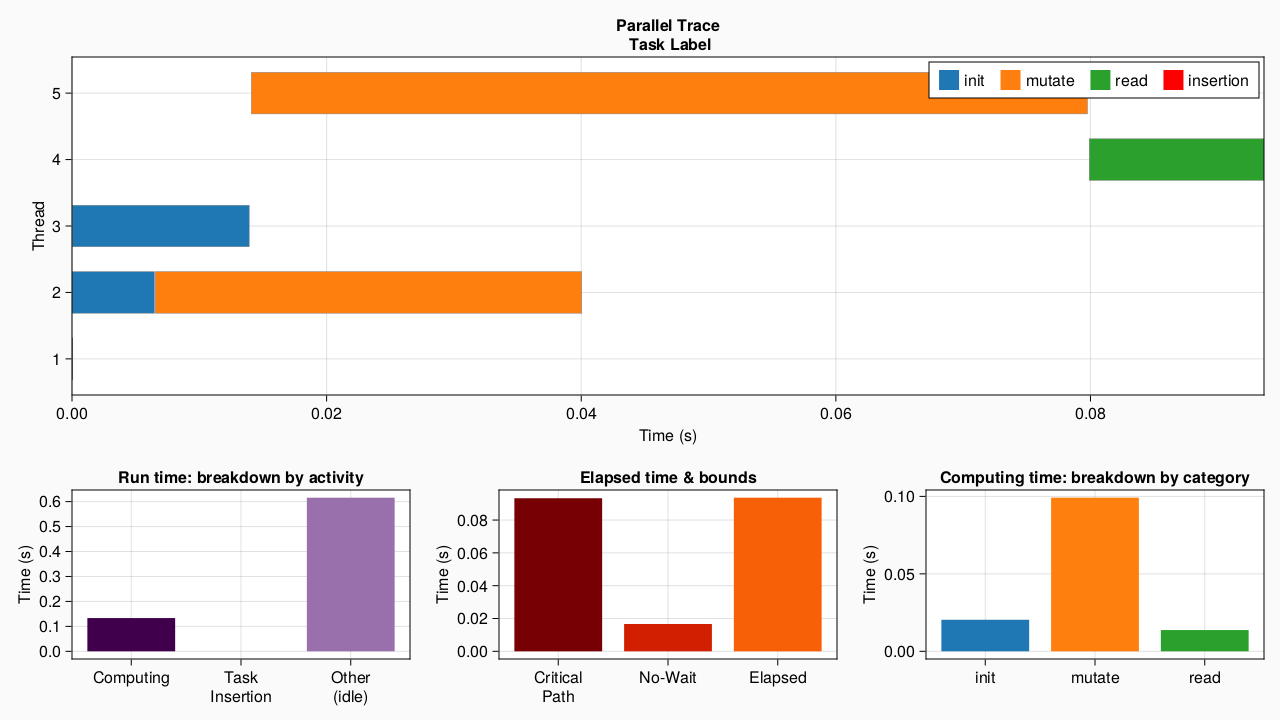 Parallel Trace
Task Label
init mutate read insertion
Thread
5
4
3
2
1
0.00 0.02 0.04 0.06 0.08
Time (s)
Run time: breakdown by activity
Time (s)
0.6
0.5
0.4
0.3
0.2
0.1
0.0
Computing Task Insertion Other (idle)
Elapsed time & bounds
Time (s)
0.08
0.06
0.04
0.02
0.00
Critical Path No-Wait Elapsed
Computing time: breakdown by category
Time (s)
0.10
0.05
0.00
init mutate read